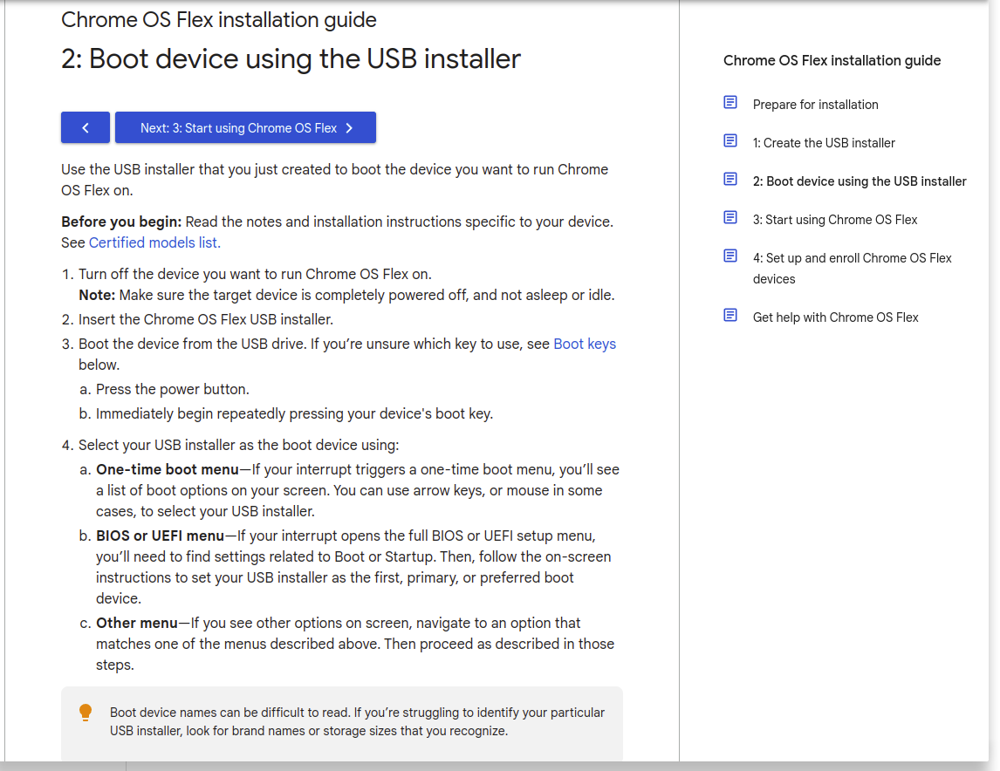 Chrome OS Flex installation guide
2: Boot device using the USB installer
Next: 3: Start using Chrome OS Flex
Use the USB installer that you just created to boot the device you want to run Chrome
OS Flex on.
Before you begin: Read the notes and installation instructions specific to your device.
See Certified models list.
1. Turn off the device you want to run Chrome OS Flex on.
Note: Make sure the target device is completely powered off, and not asleep or idle.
2. Insert the Chrome OS Flex USB installer.
3. Boot the device from the USB drive. If you’re unsure which key to use, see Boot keys
below.
a. Press the power button.
b. Immediately begin repeatedly pressing your device's boot key.
4. Select your USB installer as the boot device using:
a. One-time boot menu—If your interrupt triggers a one-time boot menu, you’ll see
a list of boot options on your screen. You can use arrow keys, or mouse in some
cases, to select your USB installer.
b. BIOS or UEFI menu—If your interrupt opens the full BIOS or UEFI setup menu,
you’ll need to find settings related to Boot or Startup. Then, follow the on-screen
instructions to set your USB installer as the first, primary, or preferred boot
device.
c. Other menu—If you see other options on screen, navigate to an option that
matches one of the menus described above. Then proceed as described in those
steps.
Boot device names can be difficult to read. If you’re struggling to identify your particular
USB installer, look for brand names or storage sizes that you recognize.
Chrome OS Flex installation guide
Prepare for installation
1: Create the USB installer
2: Boot device using the USB installer
3: Start using Chrome OS Flex
4: Set up and enroll Chrome OS Flex
devices
Get help with Chrome OS Flex